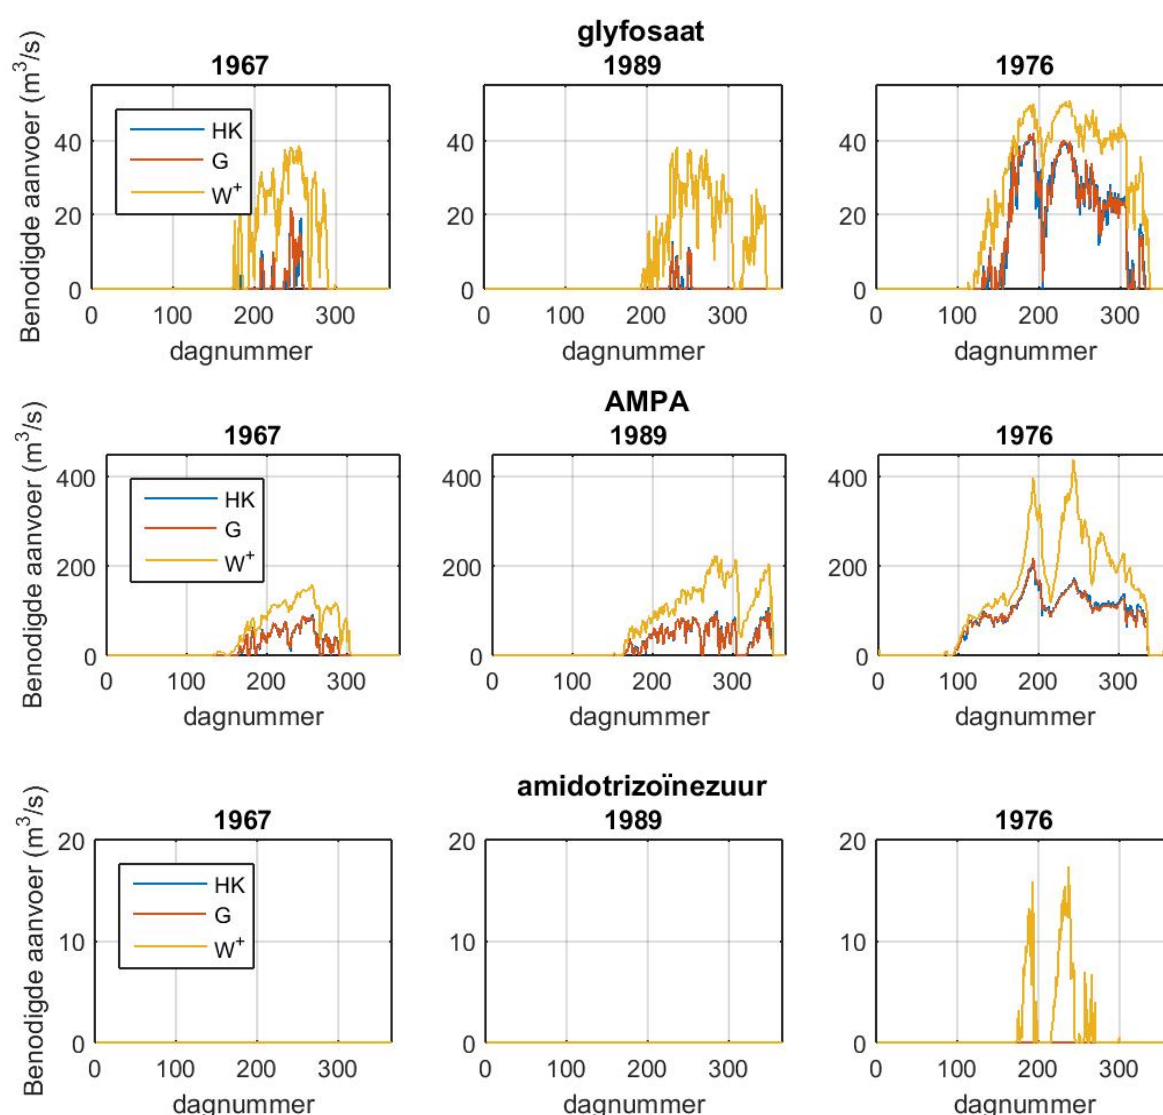 glyfosaat
1967 1989 1976
Benodigde aanvoer (m³/s)
HK
G
W⁺
40 40 40
20 20 20
0 0 0
0 100 200 300 0 100 200 300 0 100 200 300
dagnummer dagnummer dagnummer
AMPA
1967 1989 1976
Benodigde aanvoer (m³/s)
HK
G
W⁺
400 400 400
200 200 200
0 0 0
0 100 200 300 0 100 200 300 0 100 200 300
dagnummer dagnummer dagnummer
amidotrizoïnezuur
1967 1989 1976
Benodigde aanvoer (m³/s)
HK
G
W⁺
20 20 20
10 10 10
0 0 0
0 100 200 300 0 100 200 300 0 100 200 300
dagnummer dagnummer dagnummer